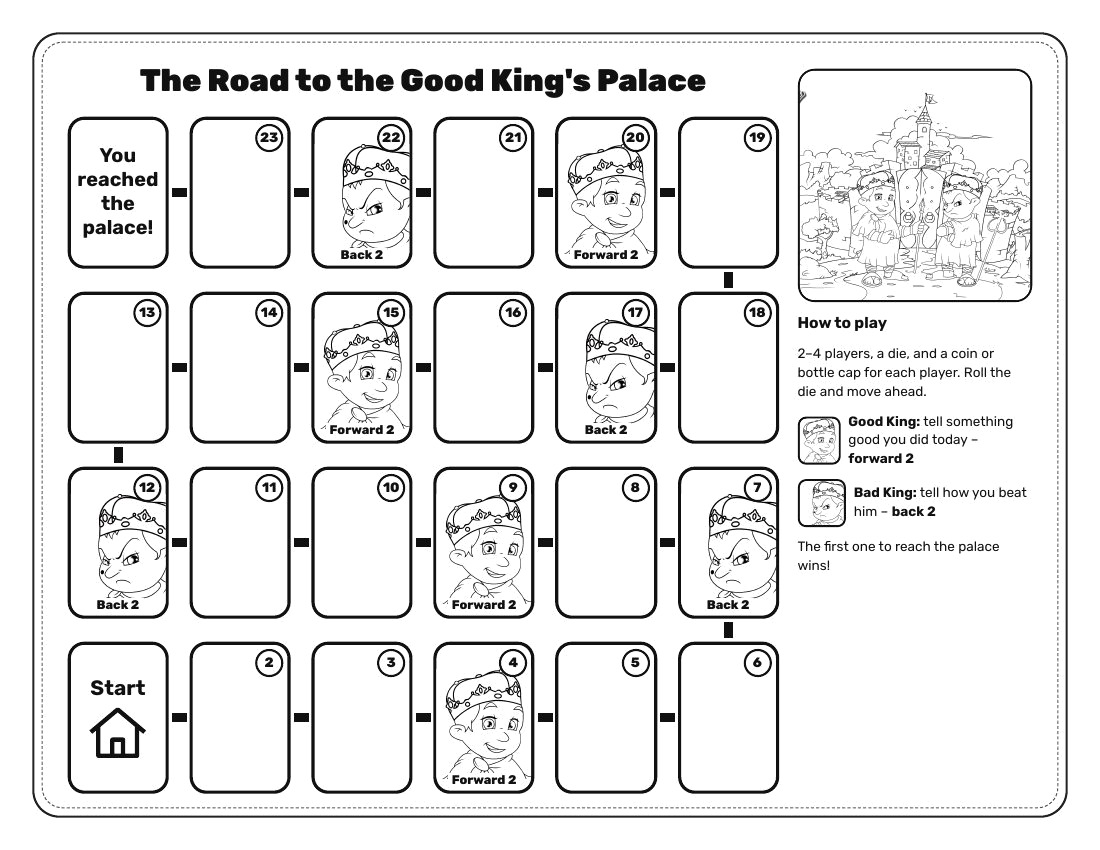 The Road to the Good King's Palace
You
reached
the
palace!
23
22
Back 2
21
20
Forward 2
19
13
14
15
Forward 2
16
17
Back 2
18
12
Back 2
11
10
9
Forward 2
8
7
Back 2
Start
2
3
4
Forward 2
5
6
How to play
2–4 players, a die, and a coin or
bottle cap for each player. Roll the
die and move ahead.
Good King: tell something
good you did today –
forward 2
Bad King: tell how you beat
him – back 2
The first one to reach the palace
wins!